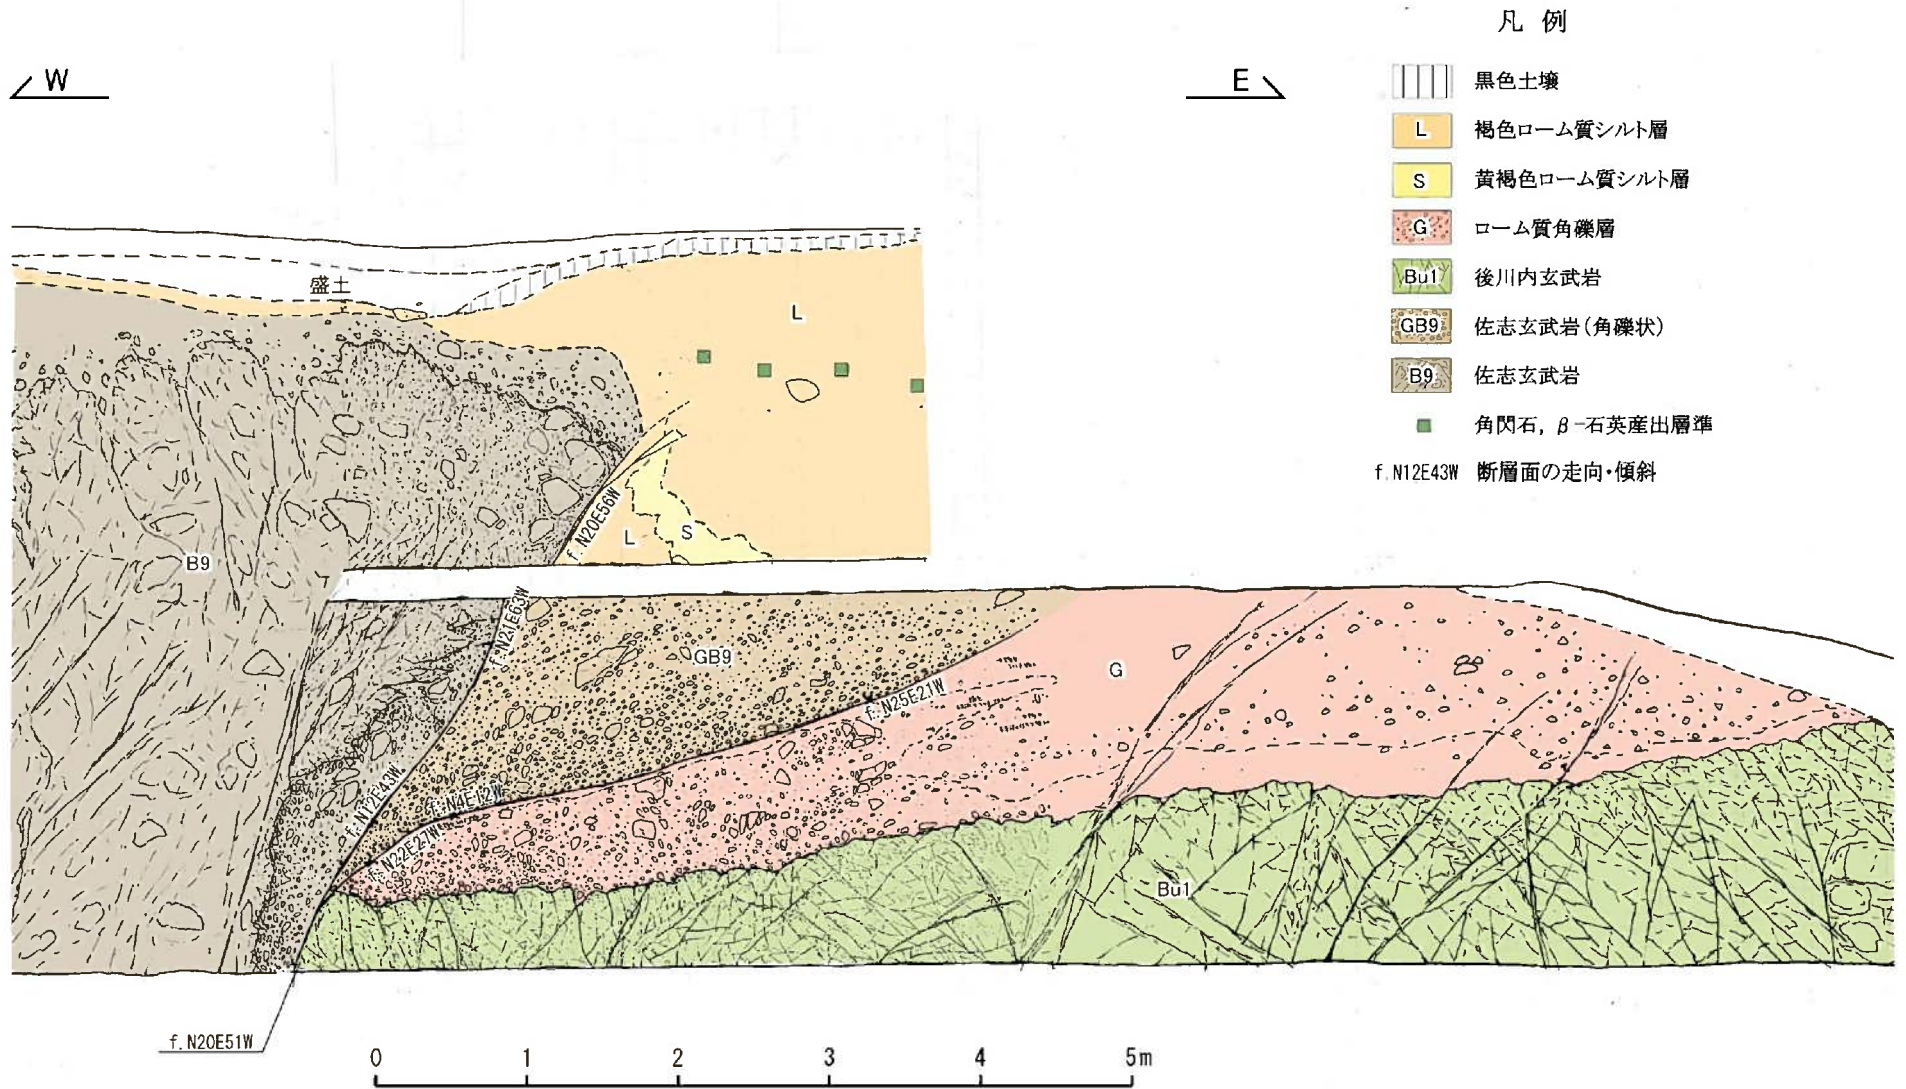 凡 例
W
E
黒色土壌
L 褐色ローム質シルト層
S 黄褐色ローム質シルト層
G ローム質角礫層
Bu1 後川内玄武岩
GB9 佐志玄武岩(角礫状)
B9 佐志玄武岩
角閃石, β-石英産出層準
f. N12E43W 断層面の走向・傾斜
盛土
L
f. N20E56W
L
S
B9
f. N21E63W
GB9
G
f. N25E21W
f. N12E43W
f. N4E12W
f. N22E27W
Bu1
f. N20E51W
0 1 2 3 4 5m